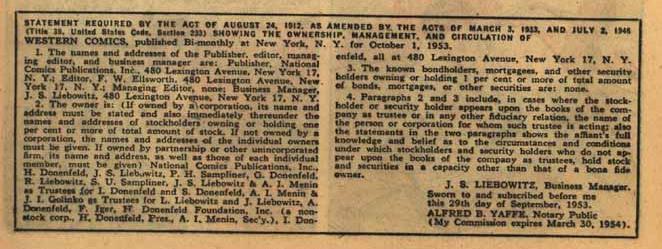 STATEMENT REQUIRED BY THE ACT OF AUGUST 24, 1912, AS AMENDED BY THE ACTS OF MARCH 3, 1933, AND JULY 2, 1946
(Title 39, United States Code, Section 233) SHOWING THE OWNERSHIP, MANAGEMENT, AND CIRCULATION OF
WESTERN COMICS, published Bi-monthly at New York, N. Y. for October 1, 1953.
1. The names and addresses of the Publisher, editor, manag-
ing editor, and business manager are: Publisher, National
Comics Publications, Inc., 480 Lexington Avenue, New York 17,
N. Y.; Editor, F. W. Ellsworth, 480 Lexington Avenue, New
York 17, N. Y.; Managing Editor, none; Business Manager,
J. S. Liebowitz, 480 Lexington Avenue, New York 17, N. Y.
2. The owner is: (If owned by a corporation, its name and
address must be stated and also immediately thereunder the
names and addresses of stockholders owning or holding one
per cent or more of total amount of stock. If not owned by a
corporation, the names and addresses of the individual owners
must be given. If owned by partnership or other unincorporated
firm, its name and address, as well as those of each individual
member, must be given) National Comics Publications, Inc.,
H. Donenfeld, J. S. Liebowitz, P. H. Sampliner, G. Donenfeld,
R. Liebowitz, S. U. Sampliner, J. S. Liebowitz & A. I. Menin
as Trustees for I. Donenfeld and S. Donenfeld, A. I. Menin &
J. I. Golinko as Trustees for L. Liebowitz and J. Liebowitz, A.
Donenfeld, F. Iger, H. Donenfeld Foundation, Inc. (a non-
stock corp., H. Donenfeld, Pres., A. I. Menin, Sec'y.), I. Don-
enfeld, all at 480 Lexington Avenue, New York 17, N. Y.
3. The known bondholders, mortgages, and other security
holders owning or holding 1 per cent or more of total amount
of bonds, mortgages, or other securities are: none.
4. Paragraphs 2 and 3 include, in cases where the stock-
holder or security holder appears upon the books of the com-
pany as trustee or in any other fiduciary relation, the name of
the person or corporation for whom such trustee is acting; also
the statements in the two paragraphs shows the affiant's full
knowledge and belief as to the circumstances and conditions
under which stockholders and security holders who do not ap-
pear upon the books of the company as trustees, hold stock
and securities in a capacity other than that of a bona fide
owner.
J. S. LIEBOWITZ, Business Manager.
Sworn to and subscribed before me
this 29th day of September, 1953.
ALFRED B. YAFFE, Notary Public
(My Commission expires March 30, 1954).